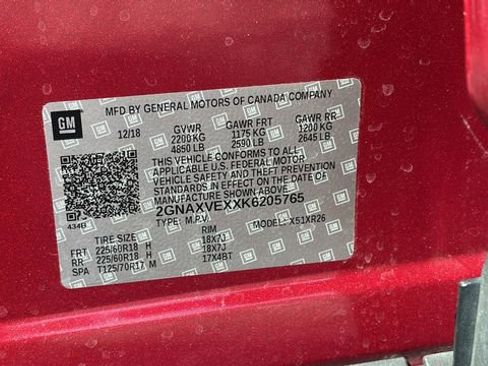 GM
MFD BY GENERAL MOTORS OF CANADA COMPANY
12/18 GVWR GAWR FRT GAWR RR
2200 KG 1175 KG 1200 KG
4850 LB 2590 LB 2645 LB
THIS VEHICLE CONFORMS TO ALL
APPLICABLE U.S. FEDERAL MOTOR
VEHICLE SAFETY AND THEFT PREVENTION
STANDARDS IN EFFECT ON THE DATE OF
MANUFACTURE SHOWN ABOVE.
2GNAXVEXXK6205765
TYPE: M.P.V. MODEL: X51XR26
434B
TIRE SIZE RIM
FRT 225/60R18 H 18X7J
RR 225/60R18 H 18X7J
SPA T125/70R17 M 17X4BT